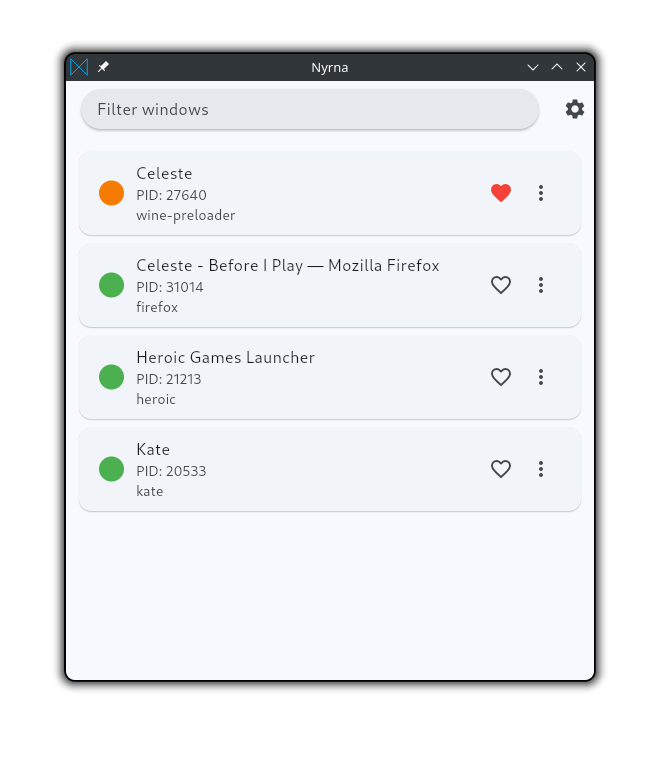 Nyrna
Filter windows
Celeste
PID: 27640
wine-preloader
Celeste - Before I Play — Mozilla Firefox
PID: 31014
firefox
Heroic Games Launcher
PID: 21213
heroic
Kate
PID: 20533
kate